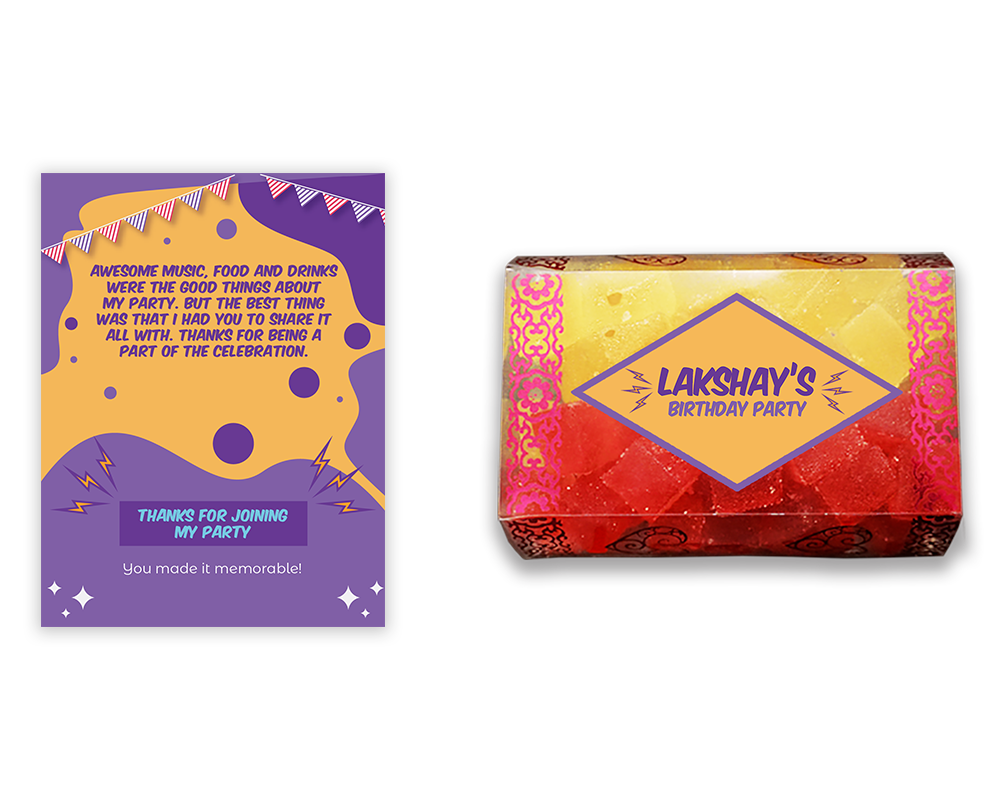 AWESOME MUSIC, FOOD AND DRINKS
WERE THE GOOD THINGS ABOUT
MY PARTY. BUT THE BEST THING
WAS THAT I HAD YOU TO SHARE IT
ALL WITH. THANKS FOR BEING A
PART OF THE CELEBRATION.
THANKS FOR JOINING
MY PARTY
You made it memorable!
LAKSHAY'S
BIRTHDAY PARTY